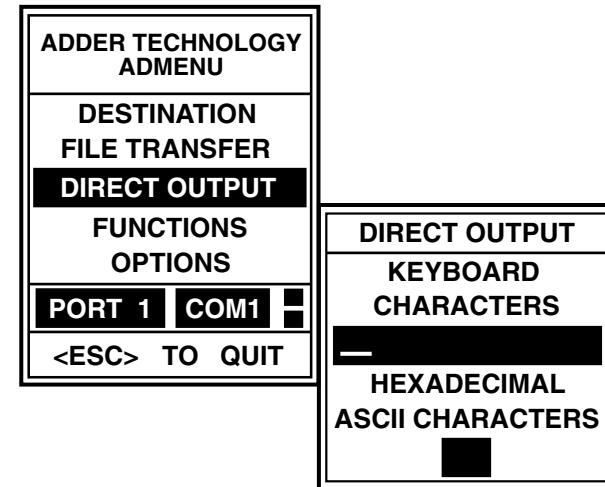 ADDER TECHNOLOGY
ADMENU
DESTINATION
FILE TRANSFER
DIRECT OUTPUT
FUNCTIONS
OPTIONS
PORT 1 COM1
<ESC> TO QUIT
DIRECT OUTPUT
KEYBOARD
CHARACTERS
HEXADECIMAL
ASCII CHARACTERS